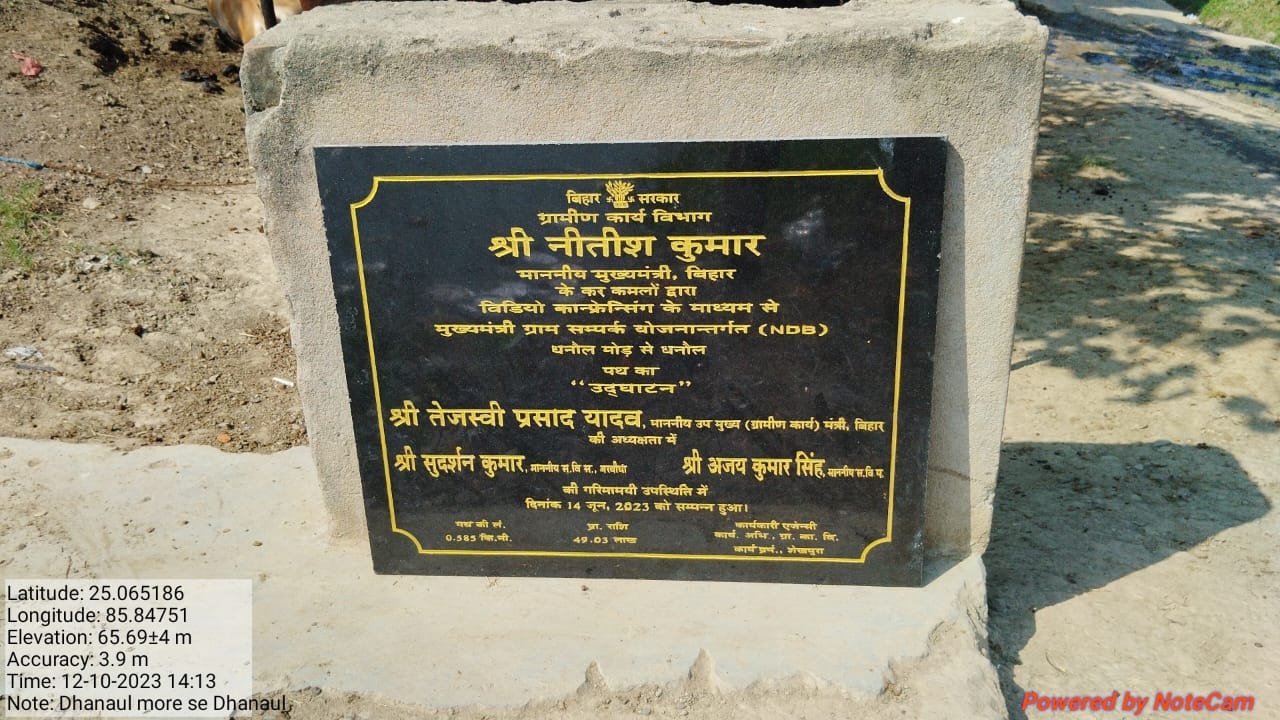 बिहार सरकार
ग्रामीण कार्य विभाग
श्री नीतीश कुमार
माननीय मुख्यमंत्री, बिहार
के कर कमलों द्वारा
विडियो कान्फ्रेन्सिंग के माध्यम से
मुख्यमंत्री ग्राम सम्पर्क योजनान्तर्गत (NDB)
धनौल मोड़ से धनौल
पथ का
“उद्घाटन”
श्री तेजस्वी प्रसाद यादव, माननीय उप मुख्य (ग्रामीण कार्य) मंत्री, बिहार
की अध्यक्षता में
श्री सुदर्शन कुमार, माननीय स.वि स., बरबीघा श्री अजय कुमार सिंह, माननीय स.वि प.
की गरिमामयी उपस्थिति में
दिनांक 14 जून, 2023 को सम्पन्न हुआ।
पथ की लं. प्रा. राशि कार्यकारी एजेन्सी
0.585 कि.मी. 49.03 लाख कार्य. अभि., ग्रा. का. वि.
कार्य प्रमं., शेखपुरा
Latitude: 25.065186
Longitude: 85.84751
Elevation: 65.69±4 m
Accuracy: 3.9 m
Time: 12-10-2023 14:13
Note: Dhanaul more se Dhanaul
Powered by NoteCam